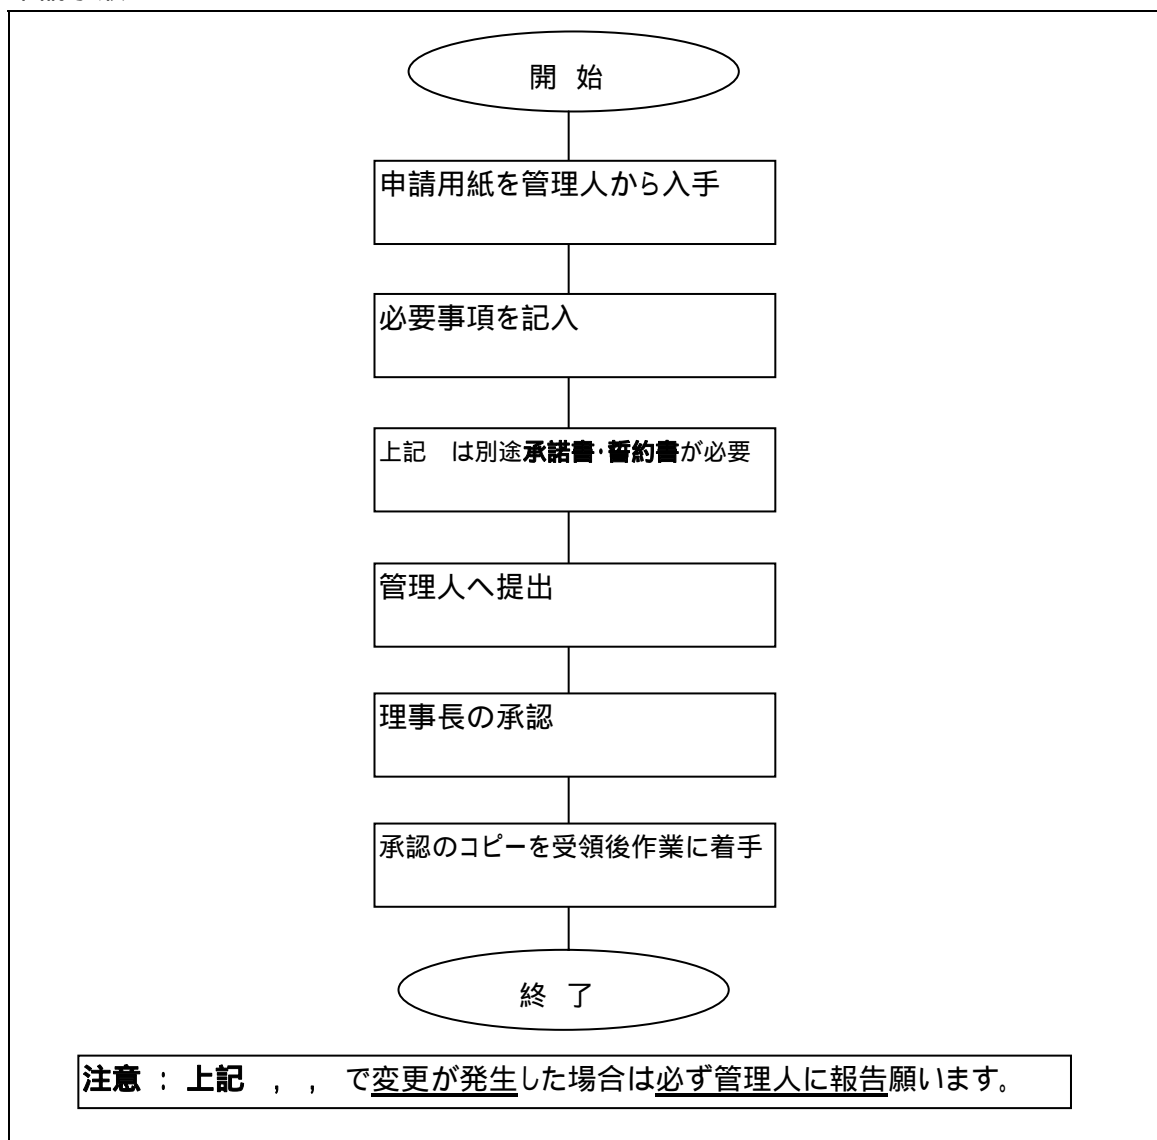 開 始
申請用紙を管理人から入手
必要事項を記入
上記 は別途承諾書・誓約書が必要
管理人へ提出
理事長の承認
承認のコピーを受領後作業に着手
終 了
注意 : 上記 , , で変更が発生した場合は必ず管理人に報告願います。